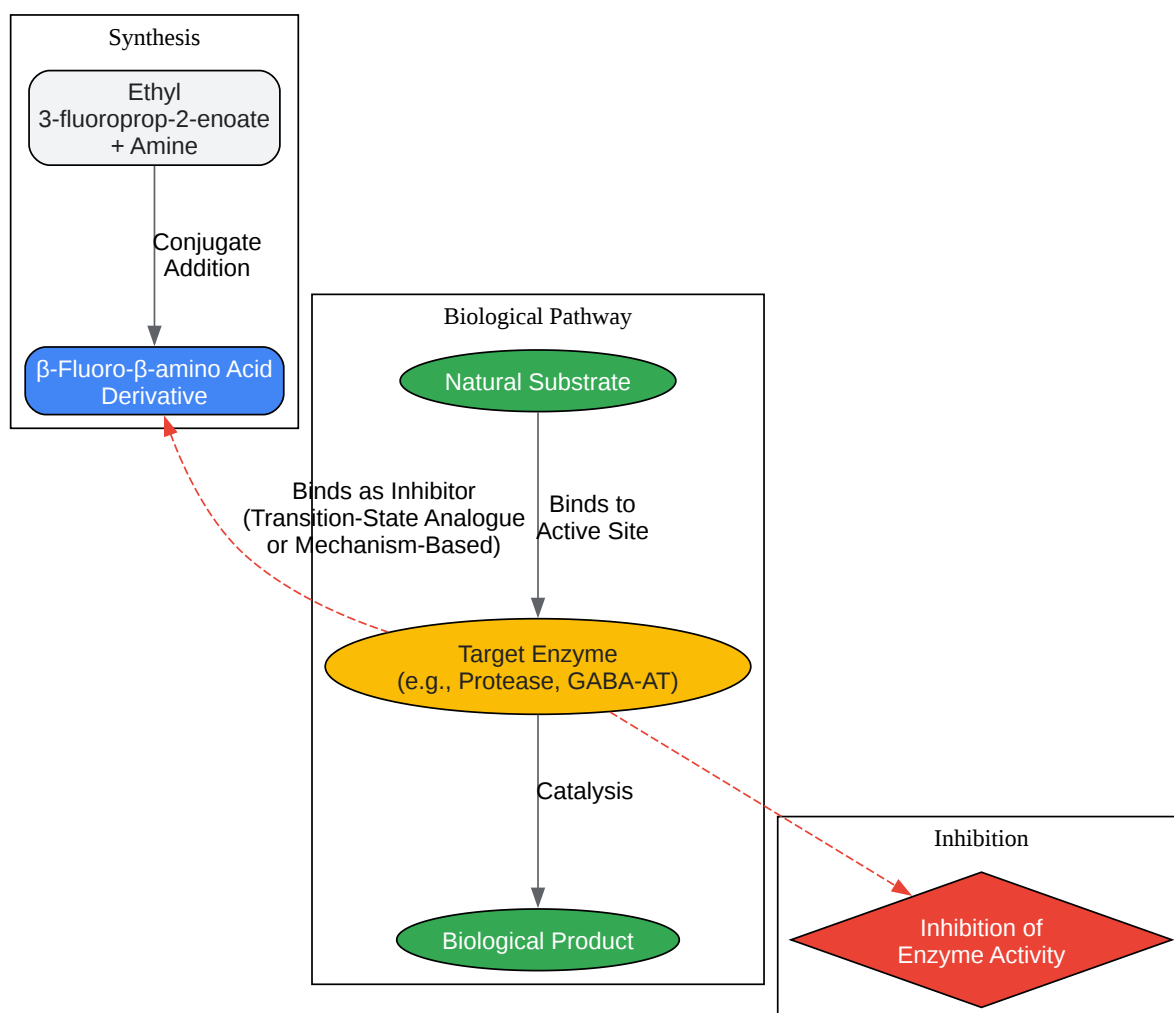 Synthesis
Ethyl
3-fluoroprop-2-enoate
+ Amine
Conjugate
Addition
β-Fluoro-β-amino Acid
Derivative
Biological Pathway
Natural Substrate
Binds as Inhibitor
(Transition-State Analogue
or Mechanism-Based)
Binds to
Active Site
Target Enzyme
(e.g., Protease, GABA-AT)
Catalysis
Biological Product
Inhibition
Inhibition of
Enzyme Activity